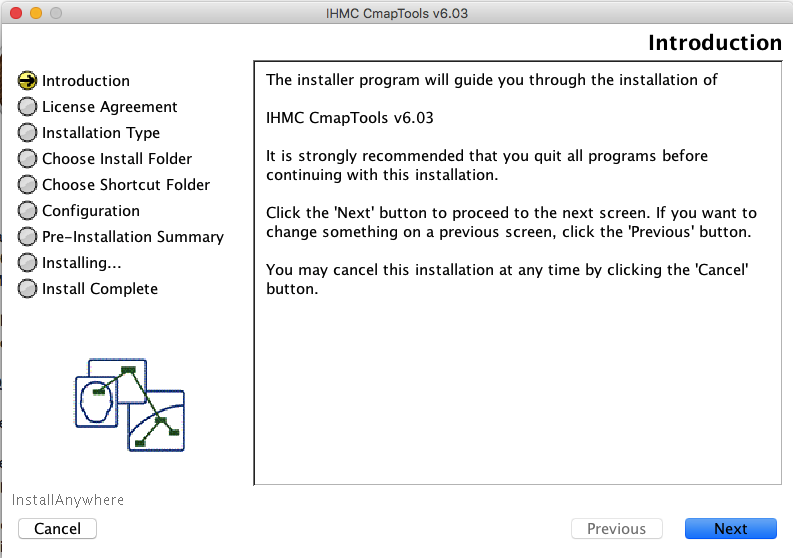 IHMC CmapTools v6.03
Introduction
Introduction
License Agreement
Installation Type
Choose Install Folder
Choose Shortcut Folder
Configuration
Pre-Installation Summary
Installing...
Install Complete
The installer program will guide you through the installation of
IHMC CmapTools v6.03
It is strongly recommended that you quit all programs before
continuing with this installation.
Click the 'Next' button to proceed to the next screen. If you want to
change something on a previous screen, click the 'Previous' button.
You may cancel this installation at any time by clicking the 'Cancel'
button.
InstallAnywhere
Cancel
Previous
Next